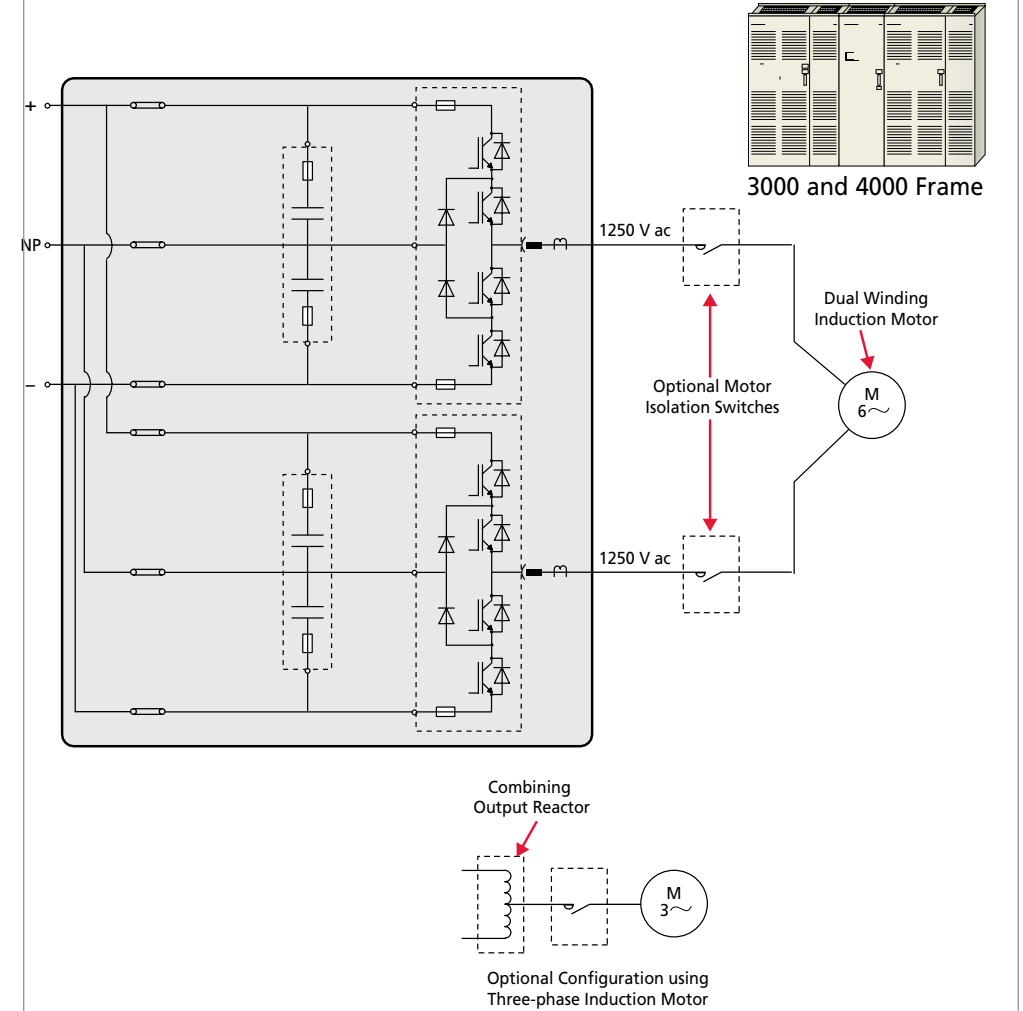 3000 and 4000 Frame
+
NP
–
1250 V ac
Dual Winding
Induction Motor
Optional Motor
Isolation Switches
M
6～
1250 V ac
Combining
Output Reactor
M
3～
Optional Configuration using
Three-phase Induction Motor